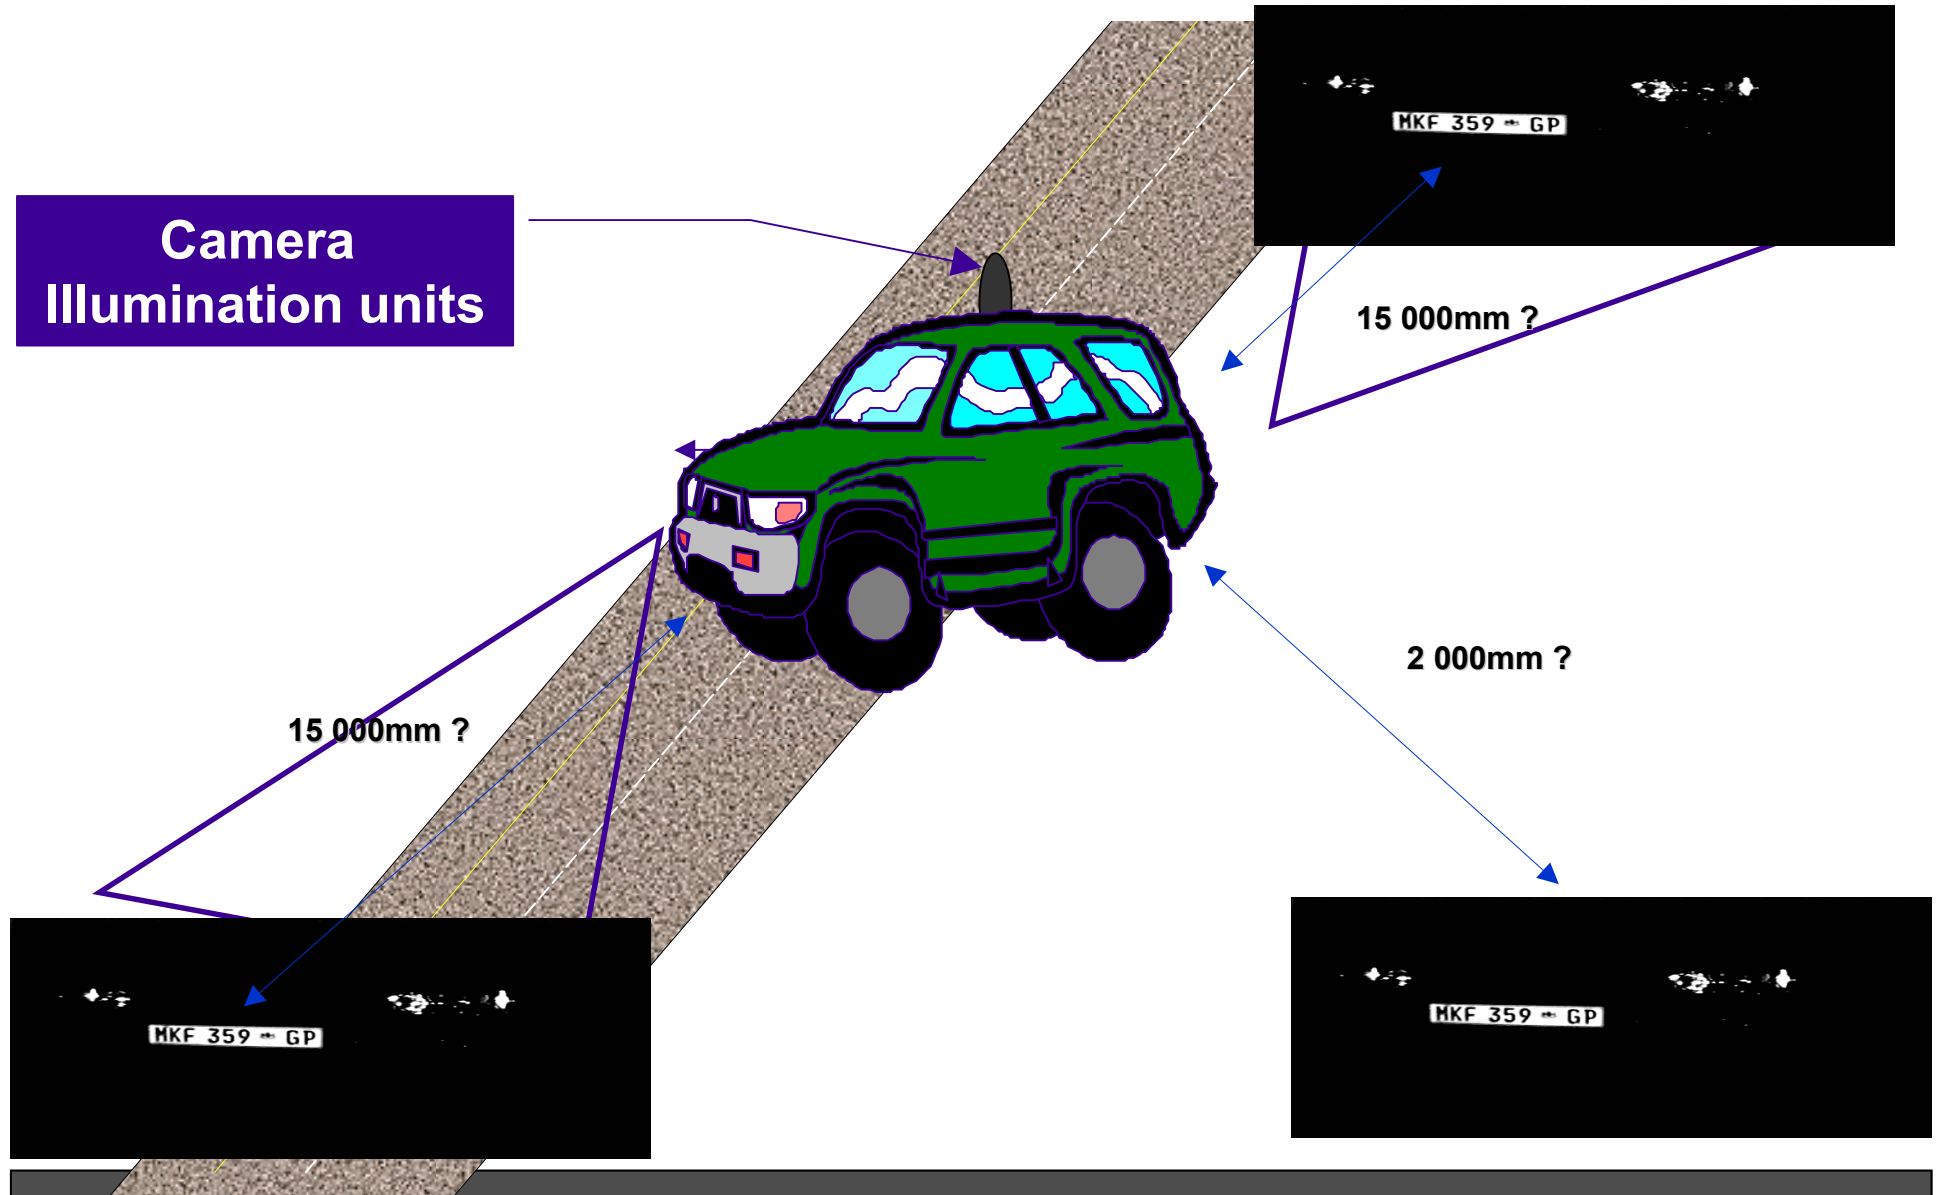 MKF 359 GP
Camera
Illumination units
15 000mm ?
2 000mm ?
15 000mm ?
MKF 359 GP
MKF 359 GP